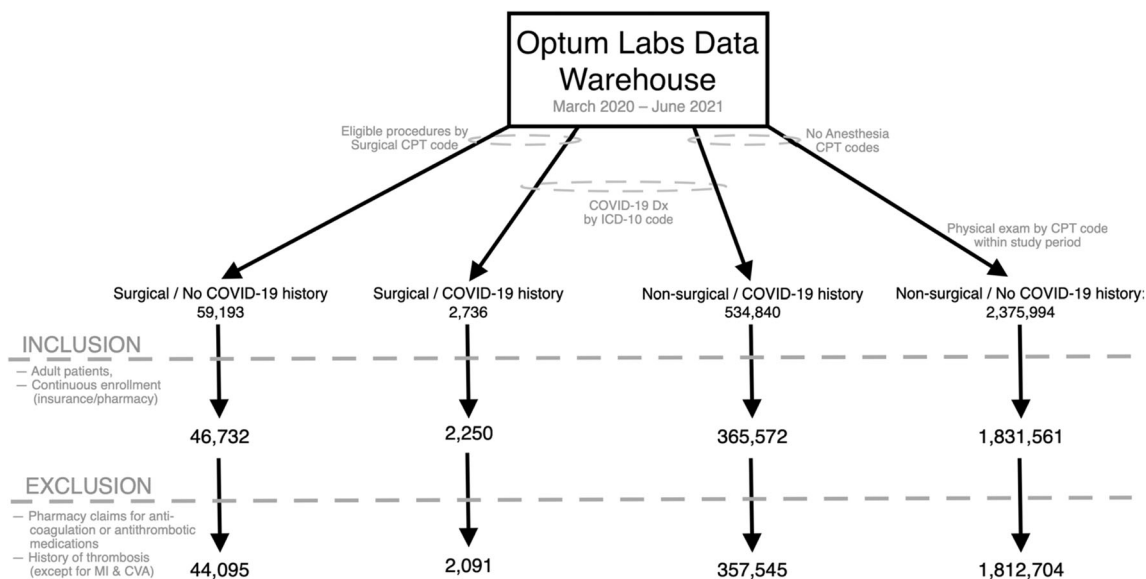 Optum Labs Data
Warehouse
March 2020 – June 2021
Eligible procedures by
Surgical CPT code
No Anesthesia
CPT codes
COVID-19 Dx
by ICD-10 code
Physical exam by CPT code
within study period
Surgical / No COVID-19 history
59,193
Surgical / COVID-19 history
2,736
Non-surgical / COVID-19 history
534,840
Non-surgical / No COVID-19 history:
2,375,994
INCLUSION
— Adult patients,
— Continuous enrollment
(insurance/pharmacy)
46,732
2,250
365,572
1,831,561
EXCLUSION
— Pharmacy claims for anti-
coagulation or antithrombotic
medications
— History of thrombosis
(except for MI & CVA)
44,095
2,091
357,545
1,812,704